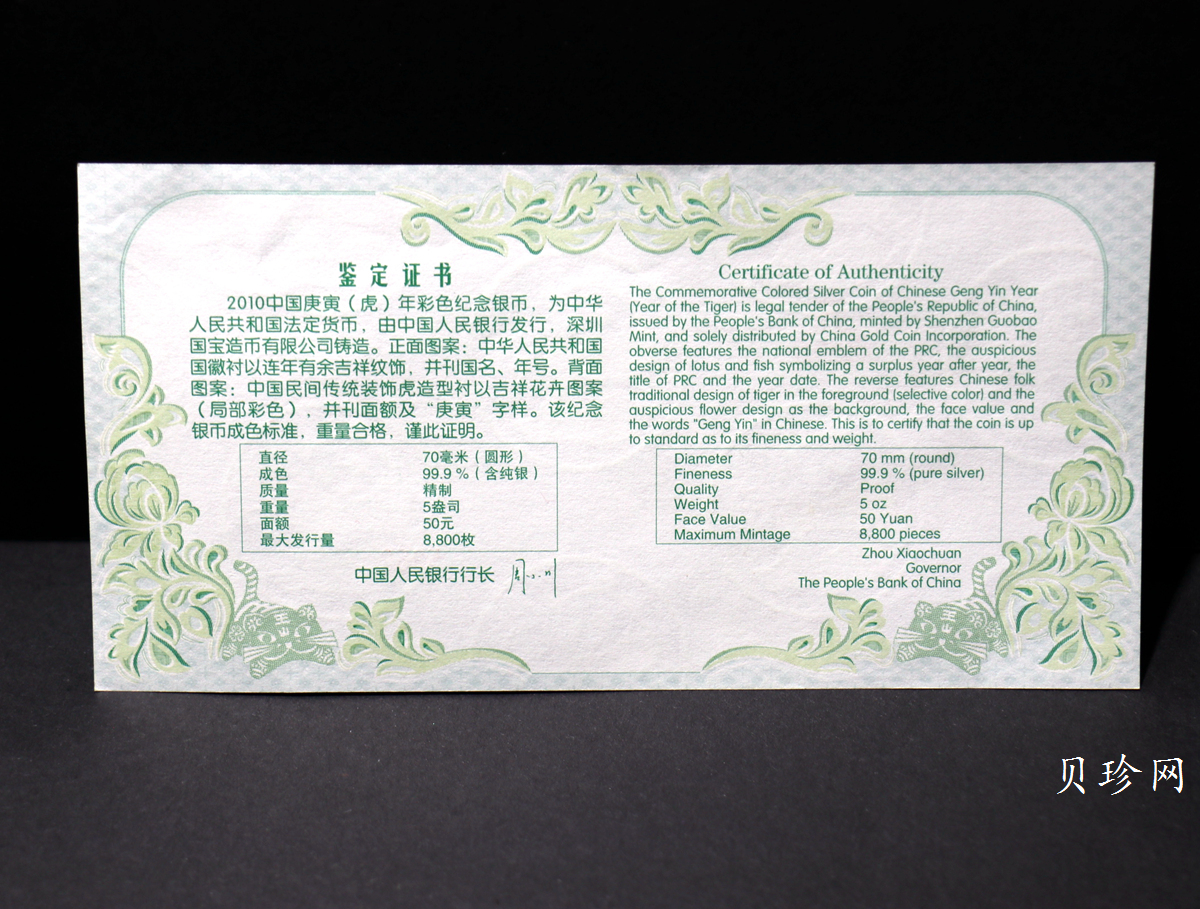 鉴定证书
2010中国庚寅（虎）年彩色纪念银币，为中华
人民共和国法定货币，由中国人民银行发行，深圳
国宝造币有限公司铸造。正面图案：中华人民共和国
国徽衬以连年有余吉祥纹饰，并刊国名、年号。背面
图案：中国民间传统装饰虎造型衬以吉祥花卉图案
（局部彩色），并刊面额及“庚寅”字样。该纪念
银币成色标准，重量合格，谨此证明。
直径 70毫米（圆形）
成色 99.9％（含纯银）
质量 精制
重量 5盎司
面额 50元
最大发行量 8,800枚
中国人民银行行长
Certificate of Authenticity
The Commemorative Colored Silver Coin of Chinese Geng Yin Year
(Year of the Tiger) is legal tender of the People's Republic of China,
issued by the People's Bank of China, minted by Shenzhen Guobao
Mint, and solely distributed by China Gold Coin Incorporation. The
obverse features the national emblem of the PRC, the auspicious
design of lotus and fish symbolizing a surplus year after year, the
title of PRC and the year date. The reverse features Chinese folk
traditional design of tiger in the foreground (selective color) and the
auspicious flower design as the background, the face value and
the words "Geng Yin" in Chinese. This is to certify that the coin is up
to standard as to its fineness and weight.
Diameter 70 mm (round)
Fineness 99.9 % (pure silver)
Quality Proof
Weight 5 oz
Face Value 50 Yuan
Maximum Mintage 8,800 pieces
Zhou Xiaochuan
Governor
The People's Bank of China
王
王
贝珍网